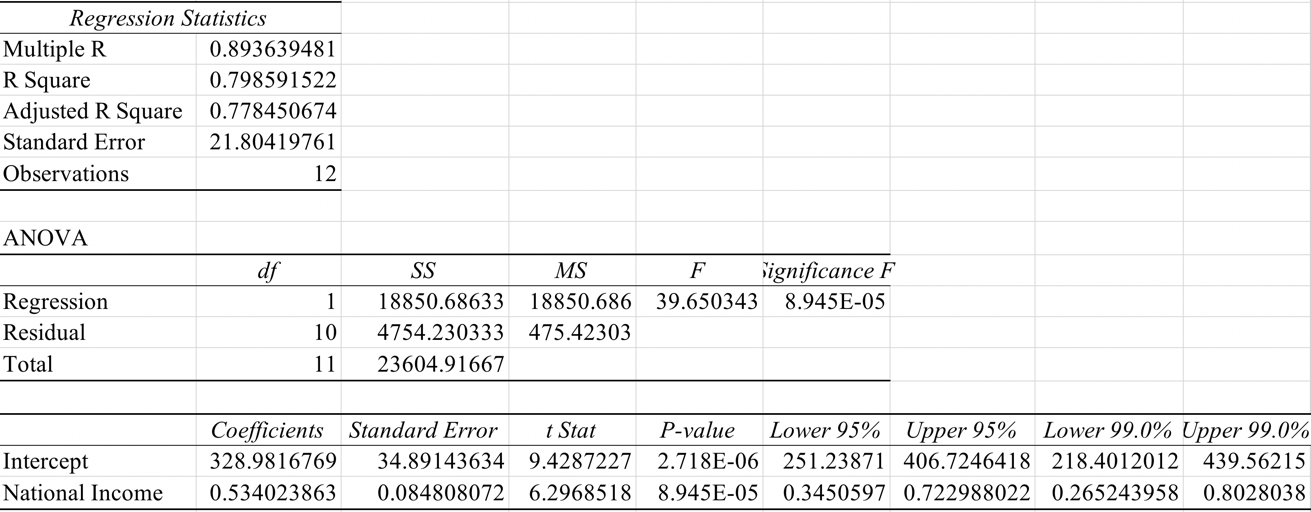 Regression Statistics
Multiple R 0.893639481
R Square 0.798591522
Adjusted R Square 0.778450674
Standard Error 21.80419761
Observations 12
ANOVA
df SS MS F Significance F
Regression 1 18850.68633 18850.686 39.650343 8.945E-05
Residual 10 4754.230333 475.42303
Total 11 23604.91667
Coefficients Standard Error t Stat P-value Lower 95% Upper 95% Lower 99.0% Upper 99.0%
Intercept 328.9816769 34.89143634 9.4287227 2.718E-06 251.23871 406.7246418 218.4012012 439.56215
National Income 0.534023863 0.084808072 6.2968518 8.945E-05 0.3450597 0.722988022 0.265243958 0.8028038